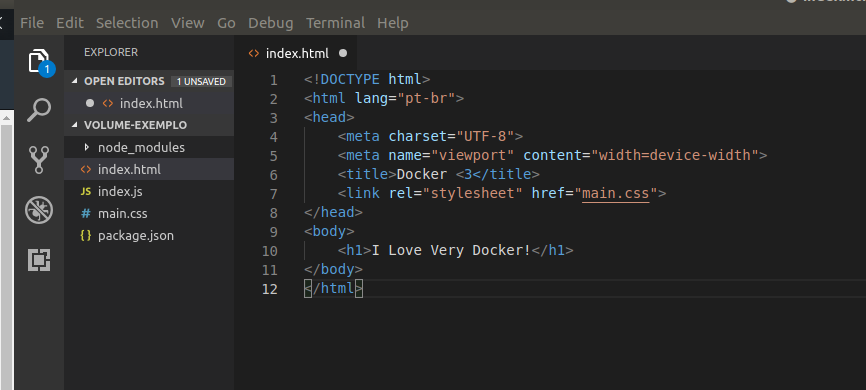 File Edit Selection View Go Debug Terminal Help
EXPLORER
OPEN EDITORS 1 UNSAVED
index.html
VOLUME-EXEMPLO
node_modules
index.html
JS index.js
# main.css
{} package.json
1
index.html
1 <!DOCTYPE html>
2 <html lang="pt-br">
3 <head>
4 <meta charset="UTF-8">
5 <meta name="viewport" content="width=device-width">
6 <title>Docker <3</title>
7 <link rel="stylesheet" href="main.css">
8 </head>
9 <body>
10 <h1>I Love Very Docker!</h1>
11 </body>
12 </html>